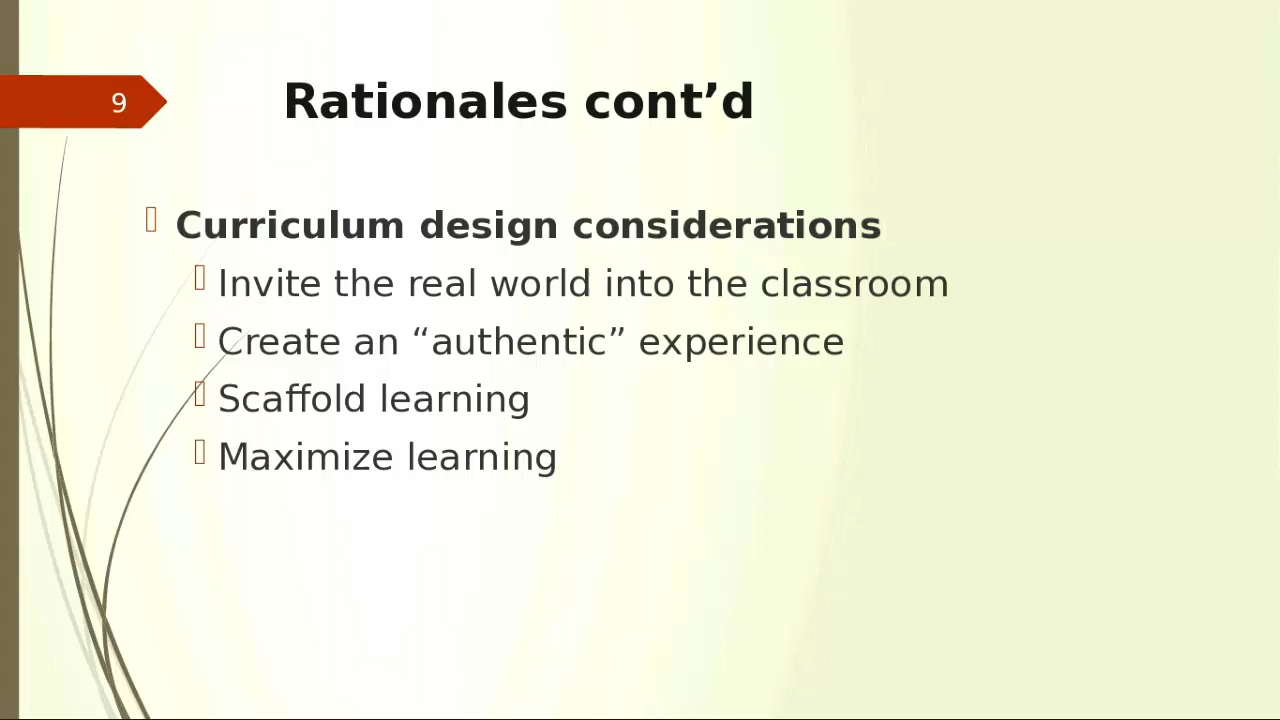 9
Rationales cont’d
Curriculum design considerations
Invite the real world into the classroom
Create an “authentic” experience
Scaffold learning
Maximize learning